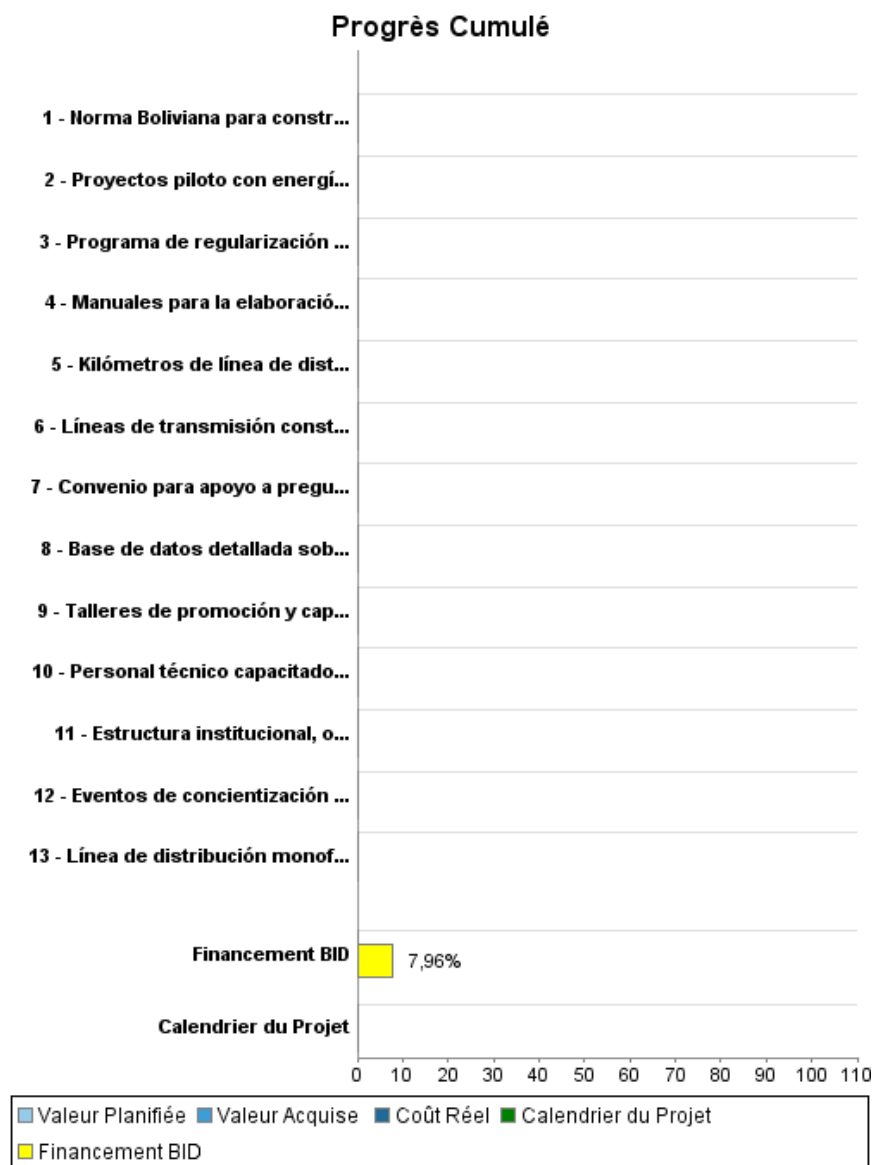 Progrès Cumulé
1 - Norma Boliviana para constr...
2 - Proyectos piloto con energí...
3 - Programa de regularización ...
4 - Manuales para la elaboració...
5 - Kilómetros de línea de dist...
6 - Líneas de transmisión const...
7 - Convenio para apoyo a pregu...
8 - Base de datos detallada sob...
9 - Talleres de promoción y cap...
10 - Personal técnico capacitado...
11 - Estructura institucional, o...
12 - Eventos de concientización ...
13 - Línea de distribución monof...
Financement BID 7,96%
Calendrier du Projet
0 10 20 30 40 50 60 70 80 90 100 110
Valeur Planifiée Valeur Acquise Coût Réel Calendrier du Projet
Financement BID